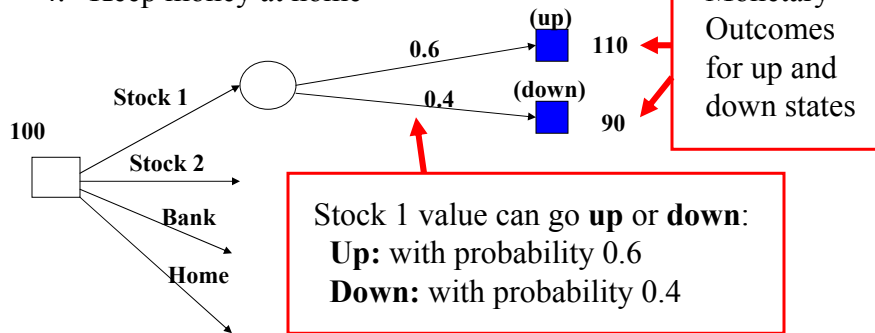 4. Keep money at home
Monetary
Outcomes
for up and
down states
(up)
0.6
110
Stock 1
(down)
0.4
90
100
Stock 2
Bank
Home
Stock 1 value can go up or down:
Up: with probability 0.6
Down: with probability 0.4